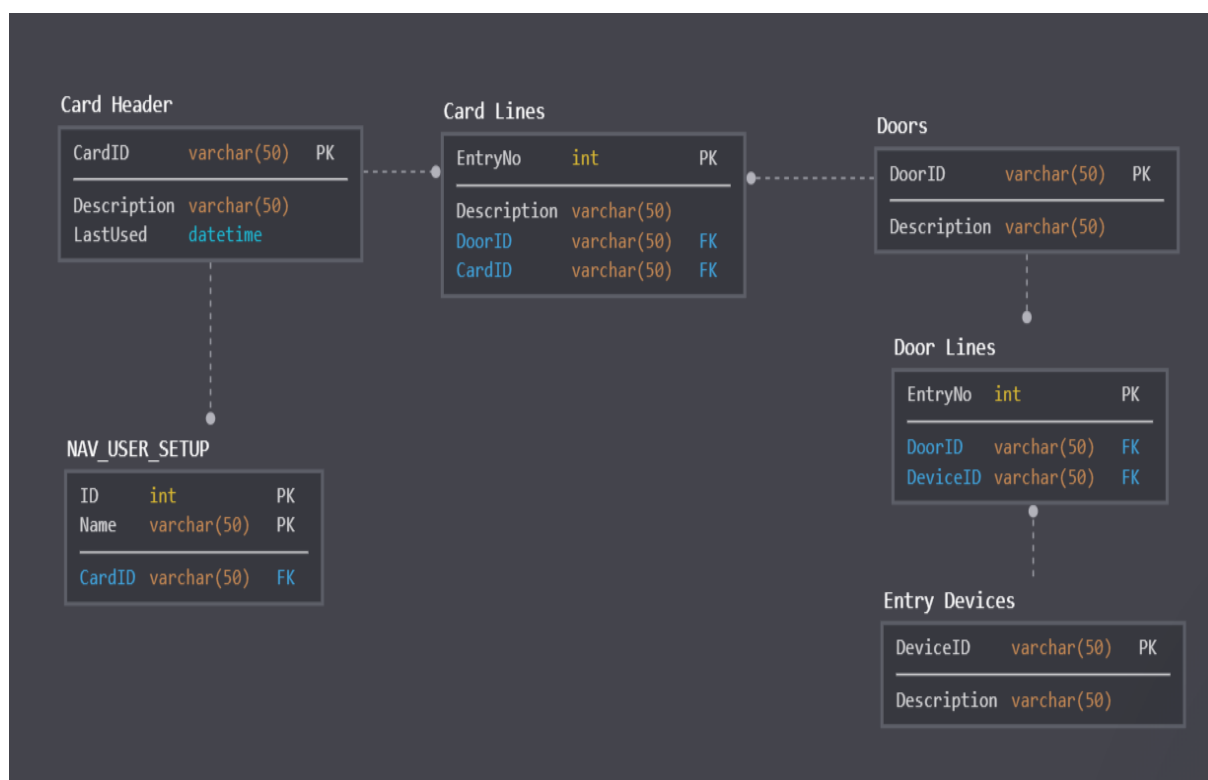 Card Header
CardID varchar(50) PK
Description varchar(50)
LastUsed datetime
Card Lines
EntryNo int PK
Description varchar(50)
DoorID varchar(50) FK
CardID varchar(50) FK
Doors
DoorID varchar(50) PK
Description varchar(50)
Door Lines
EntryNo int PK
DoorID varchar(50) FK
DeviceID varchar(50) FK
NAV_USER_SETUP
ID int PK
Name varchar(50) PK
CardID varchar(50) FK
Entry Devices
DeviceID varchar(50) PK
Description varchar(50)